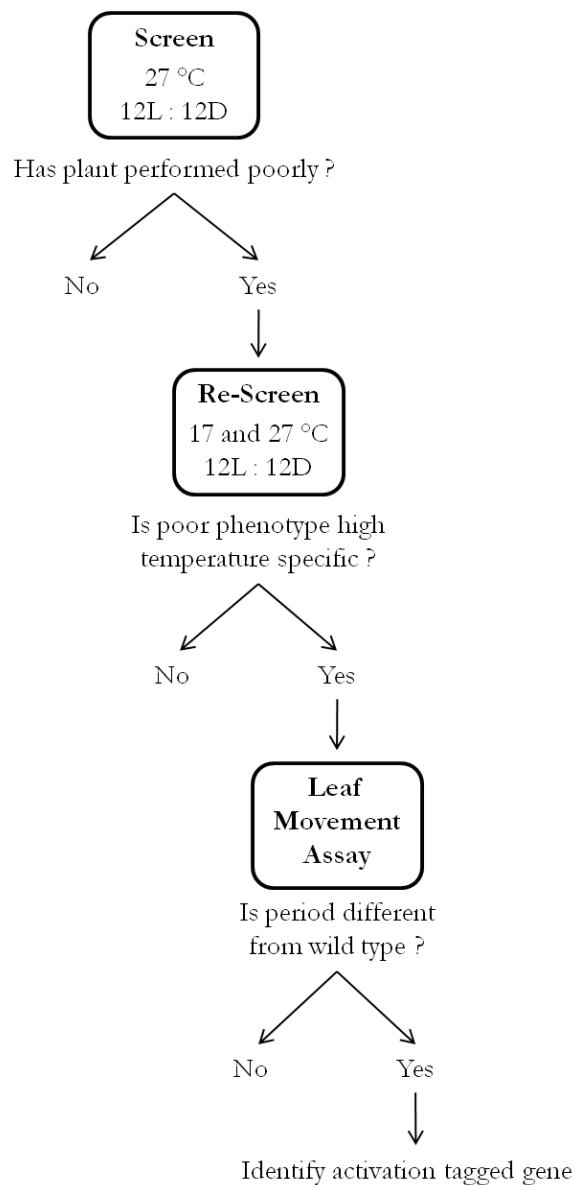 Screen
27 °C
12L : 12D
Has plant performed poorly ?
No
Yes
Re-Screen
17 and 27 °C
12L : 12D
Is poor phenotype high
temperature specific ?
No
Yes
Leaf
Movement
Assay
Is period different
from wild type ?
No
Yes
Identify activation tagged gene